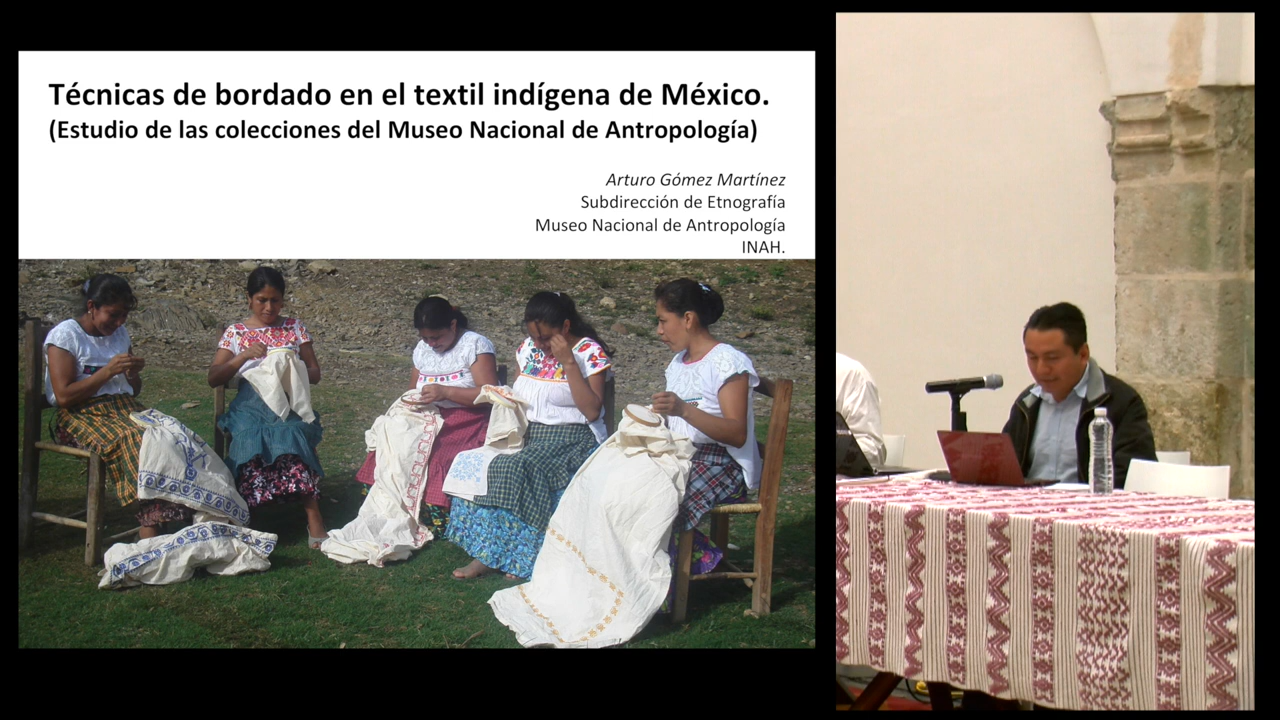 Técnicas de bordado en el textil indígena de México.
(Estudio de las colecciones del Museo Nacional de Antropología)
Arturo Gómez Martínez
Subdirección de Etnografía
Museo Nacional de Antropología
INAH.